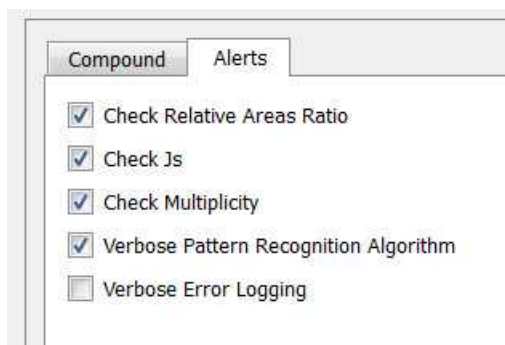 Compound Alerts
Check Relative Areas Ratio
Check Js
Check Multiplicity
Verbose Pattern Recognition Algorithm
Verbose Error Logging